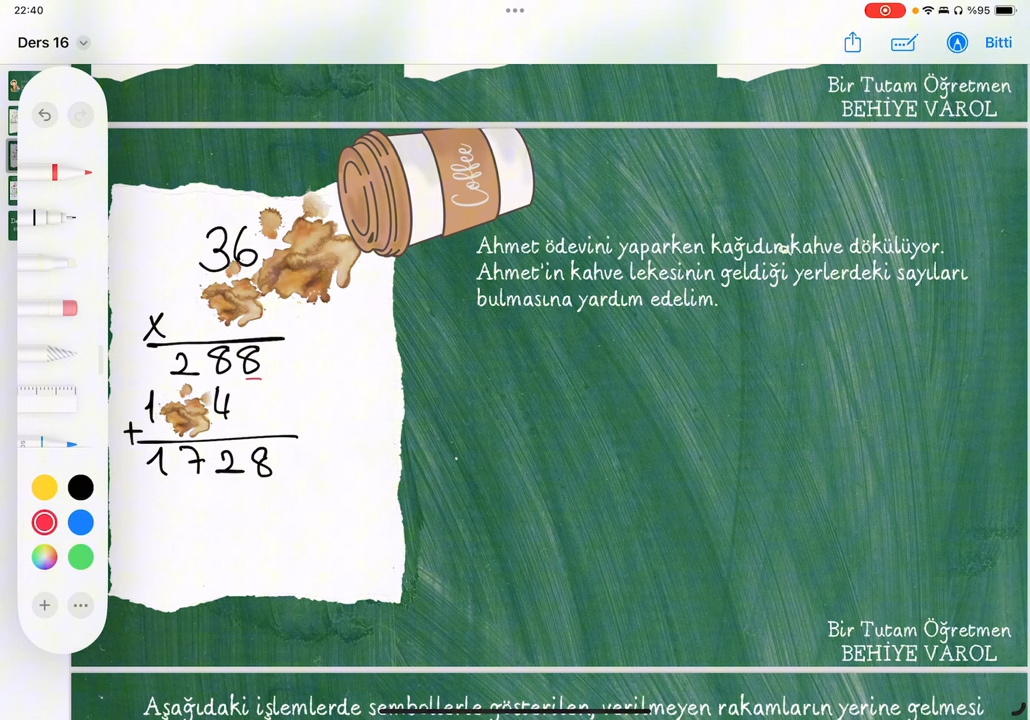 22:40
%95
Ders 16
Bitti
Bir Tutam Öğretmen
BEHİYE VAROL
Coffee
36
x
288
1 4
+
1728
Ahmet ödevini yaparken kağıdına kahve dökülüyor.
Ahmet'in kahve lekesinin geldiği yerlerdeki sayıları
bulmasına yardım edelim.
Bir Tutam Öğretmen
BEHİYE VAROL
Aşağıdaki işlemlerde sembollerle gösterilen, verilmeyen rakamların yerine gelmesi